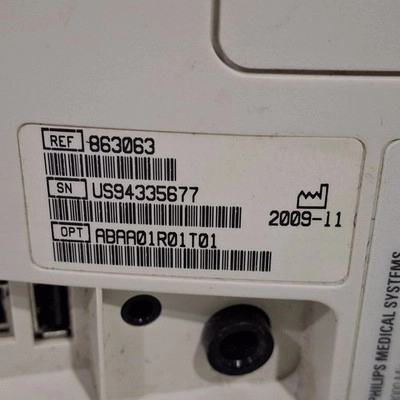 REF 863063
SN US94335677
2009-11
OPT ABAA01R01T01
PHILIPS MEDICAL SYSTEMS